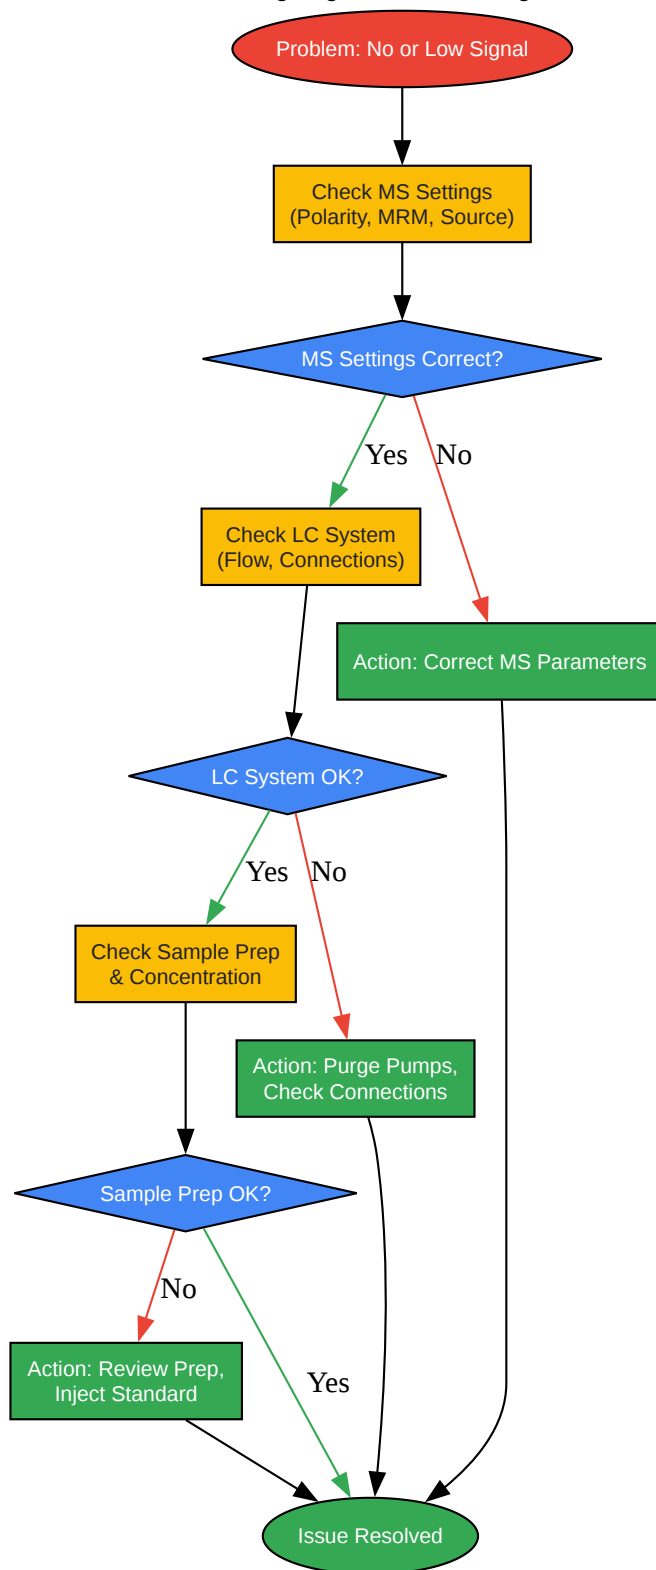 Problem: No or Low Signal
Check MS Settings
(Polarity, MRM, Source)
MS Settings Correct?
Yes
No
Check LC System
(Flow, Connections)
Action: Correct MS Parameters
LC System OK?
Yes
No
Check Sample Prep
& Concentration
Action: Purge Pumps,
Check Connections
Sample Prep OK?
No
Action: Review Prep,
Inject Standard
Yes
Issue Resolved